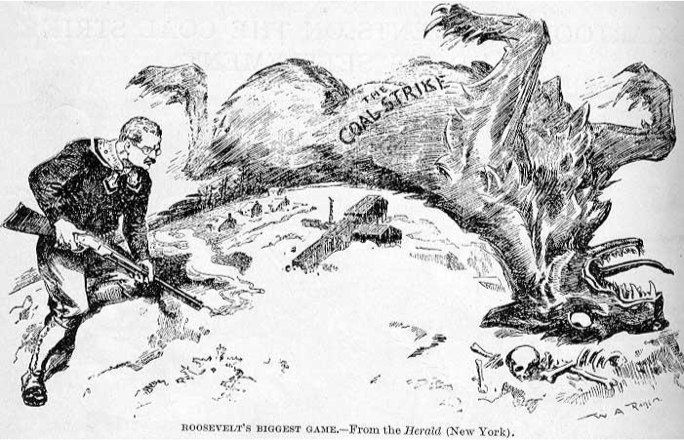 THE
COAL STRIKE
W A Rogers
ROOSEVELT'S BIGGEST GAME.—From the Herald (New York).